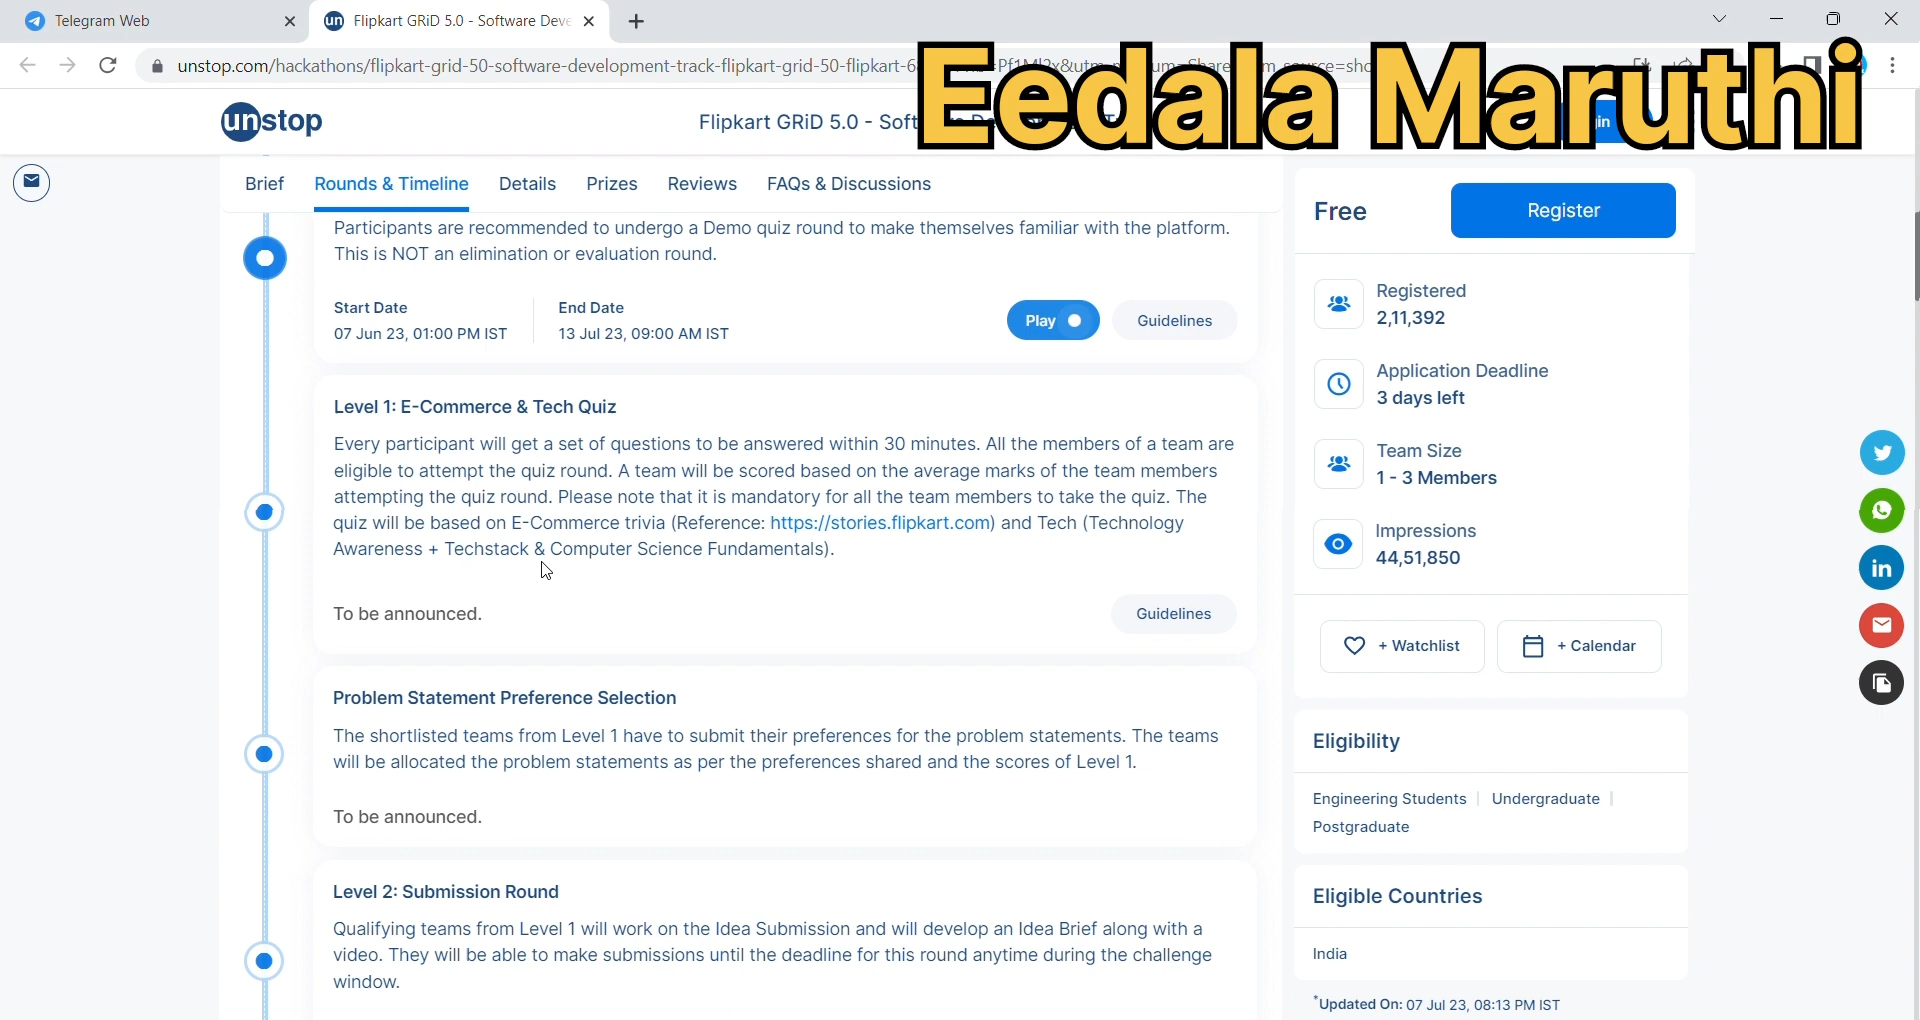 Telegram Web
Flipkart GRiD 5.0 - Software Deve
unstop.com/hackathons/flipkart-grid-50-software-development-track-flipkart-grid-50-flipkart-6
Eedala Maruthi
unstop
Flipkart GRiD 5.0 - Soft
Brief Rounds & Timeline Details Prizes Reviews FAQs & Discussions
Participants are recommended to undergo a Demo quiz round to make themselves familiar with the platform.
This is NOT an elimination or evaluation round.
Start Date End Date
07 Jun 23, 01:00 PM IST 13 Jul 23, 09:00 AM IST
Play Guidelines
Level 1: E-Commerce & Tech Quiz
Every participant will get a set of questions to be answered within 30 minutes. All the members of a team are
eligible to attempt the quiz round. A team will be scored based on the average marks of the team members
attempting the quiz round. Please note that it is mandatory for all the team members to take the quiz. The
quiz will be based on E-Commerce trivia (Reference: https://stories.flipkart.com) and Tech (Technology
Awareness + Techstack & Computer Science Fundamentals).
To be announced. Guidelines
Problem Statement Preference Selection
The shortlisted teams from Level 1 have to submit their preferences for the problem statements. The teams
will be allocated the problem statements as per the preferences shared and the scores of Level 1.
To be announced.
Level 2: Submission Round
Qualifying teams from Level 1 will work on the Idea Submission and will develop an Idea Brief along with a
video. They will be able to make submissions until the deadline for this round anytime during the challenge
window.
Free Register
Registered
2,11,392
Application Deadline
3 days left
Team Size
1 - 3 Members
Impressions
44,51,850
+ Watchlist + Calendar
Eligibility
Engineering Students | Undergraduate |
Postgraduate
Eligible Countries
India
*Updated On: 07 Jul 23, 08:13 PM IST